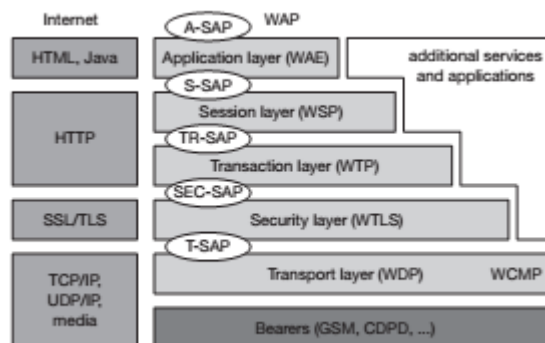 Internet
A-SAP
WAP
HTML, Java
Application layer (WAE)
additional services
and applications
S-SAP
Session layer (WSP)
HTTP
TR-SAP
Transaction layer (WTP)
SEC-SAP
SSL/TLS
Security layer (WTLS)
T-SAP
Transport layer (WDP)
WCMP
TCP/IP,
UDP/IP,
media
Bearers (GSM, CDPD, ...)